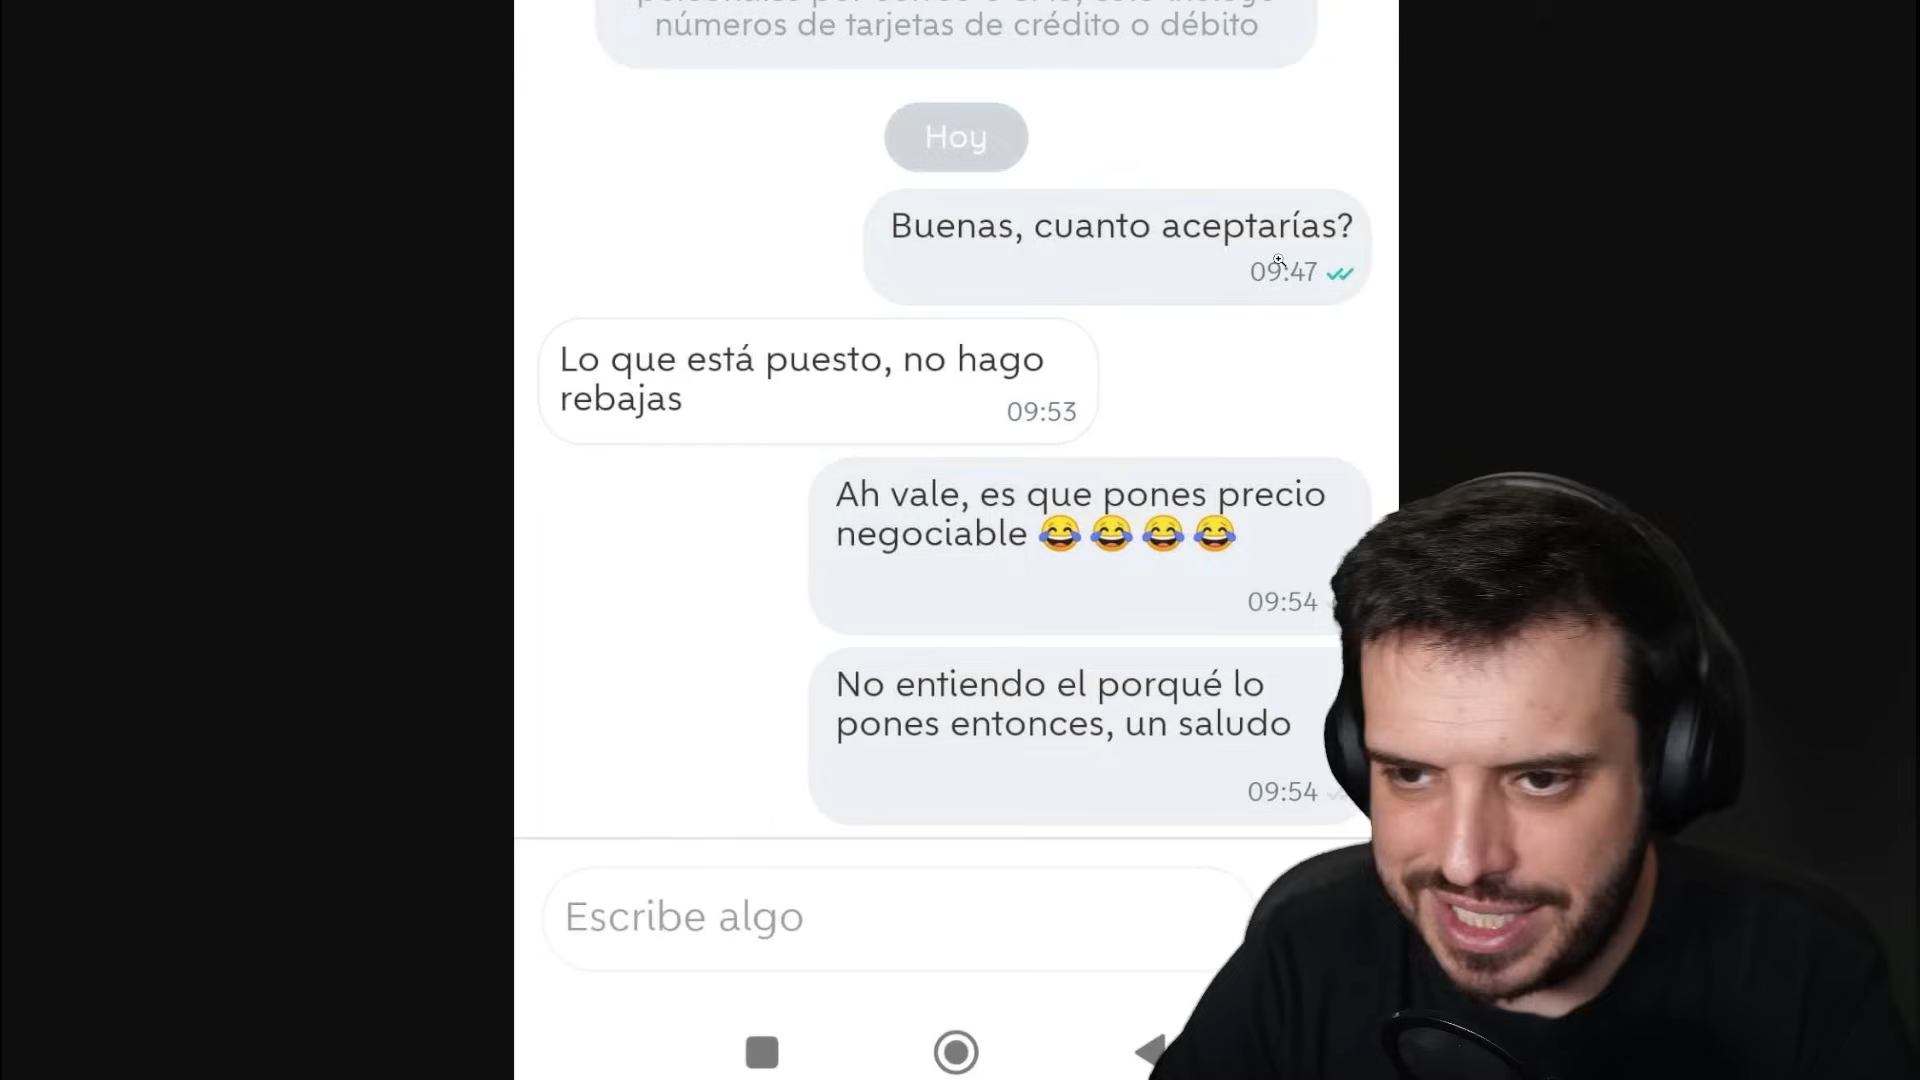 números de tarjetas de crédito o débito
Hoy
Buenas, cuanto aceptarías?
09:47
Lo que está puesto, no hago
rebajas
09:53
Ah vale, es que pones precio
negociable 😂😂😂😂
09:54
No entiendo el porqué lo
pones entonces, un saludo
09:54
Escribe algo